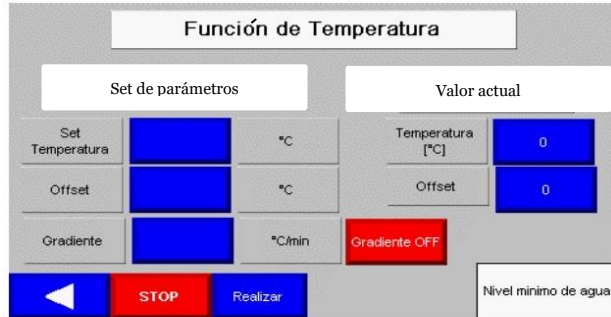 Función de Temperatura
Set de parámetros
Valor actual
Set
Temperatura
°C
Temperatura
[°C]
0
Offset
°C
Offset
0
Gradiente
°C/min
Gradiente OFF
STOP
Realizar
Nivel minimo de agua